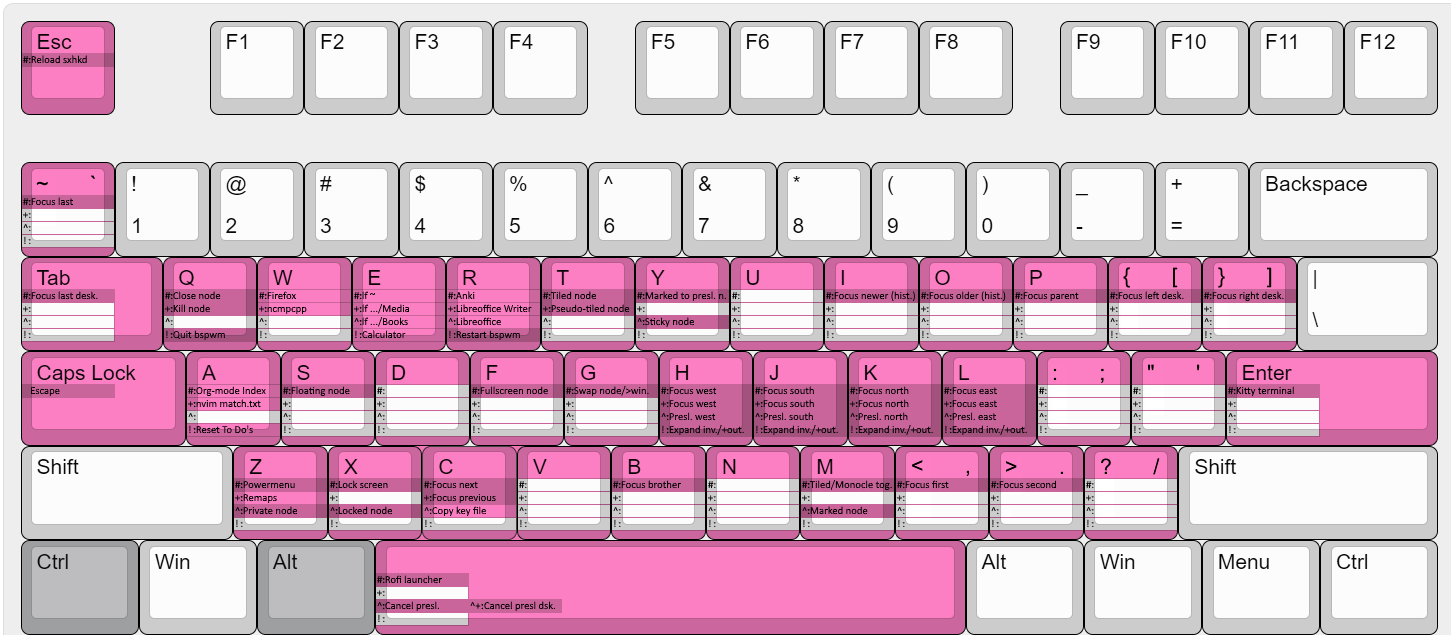 Esc
#:Reload sxhkd
F1
F2
F3
F4
F5
F6
F7
F8
F9
F10
F11
F12
~ `
#:Focus last
+:
^:
!:
!
1
@
2
#
3
$
4
%
5
^
6
&
7
*
8
(
9
)
0
_
-
+
=
Backspace
Tab
#:Focus last desk.
+:
^:
!:
Q
#:Close node
+:Kill node
^:
!:Quit bspwm
W
#:Firefox
+:ncmpcpp
^:
!:
E
#:lf ~
+:lf .../Media
^:lf .../Books
!:Calculator
R
#:Anki
+:Libreoffice Writer
^:Libreoffice
!:Restart bspwm
T
#:Tiled node
+:Pseudo-tiled node
^:
!:
Y
#:Marked to presl. n.
+:
^:Sticky node
!:
U
#:
+:
^:
!:
I
#:Focus newer (hist.)
+:
^:
!:
O
#:Focus older (hist.)
+:
^:
!:
P
#:Focus parent
+:
^:
!:
{ [
#:Focus left desk.
+:
^:
!:
} ]
#:Focus right desk.
+:
^:
!:
|
\
Caps Lock
Escape
A
#:Org-mode Index
+:nvim match.txt
^:
!:Reset To Do's
S
#:Floating node
+:
^:
!:
D
#:
+:
^:
!:
F
#:Fullscreen node
+:
^:
!:
G
#:Swap node/>win.
+:
^:
!:
H
#:Focus west
+:Focus west
^:Presl. west
!:Expand inv./+out.
J
#:Focus south
+:Focus south
^:Presl. south
!:Expand inv./+out.
K
#:Focus north
+:Focus north
^:Presl. north
!:Expand inv./+out.
L
#:Focus east
+:Focus east
^:Presl. east
!:Expand inv./+out.
: ;
#:
+:
^:
!:
" '
#:
+:
^:
!:
Enter
#:Kitty terminal
+:
^:
!:
Shift
Z
#:Powermenu
+:Remaps
^:Private node
!:
X
#:Lock screen
+:
^:Locked node
!:
C
#:Focus next
+:Focus previous
^:Copy key file
!:
V
#:
+:
^:
!:
B
#:Focus brother
+:
^:
!:
N
#:
+:
^:
!:
M
#:Tiled/Monocle tog.
+:
^:Marked node
!:
< ,
#:Focus first
+:
^:
!:
> .
#:Focus second
+:
^:
!:
? /
#:
+:
^:
!:
Shift
Ctrl
Win
Alt
#:Rofi launcher
+:
^:Cancel presl. ^+:Cancel presl dsk.
!:
Alt
Win
Menu
Ctrl